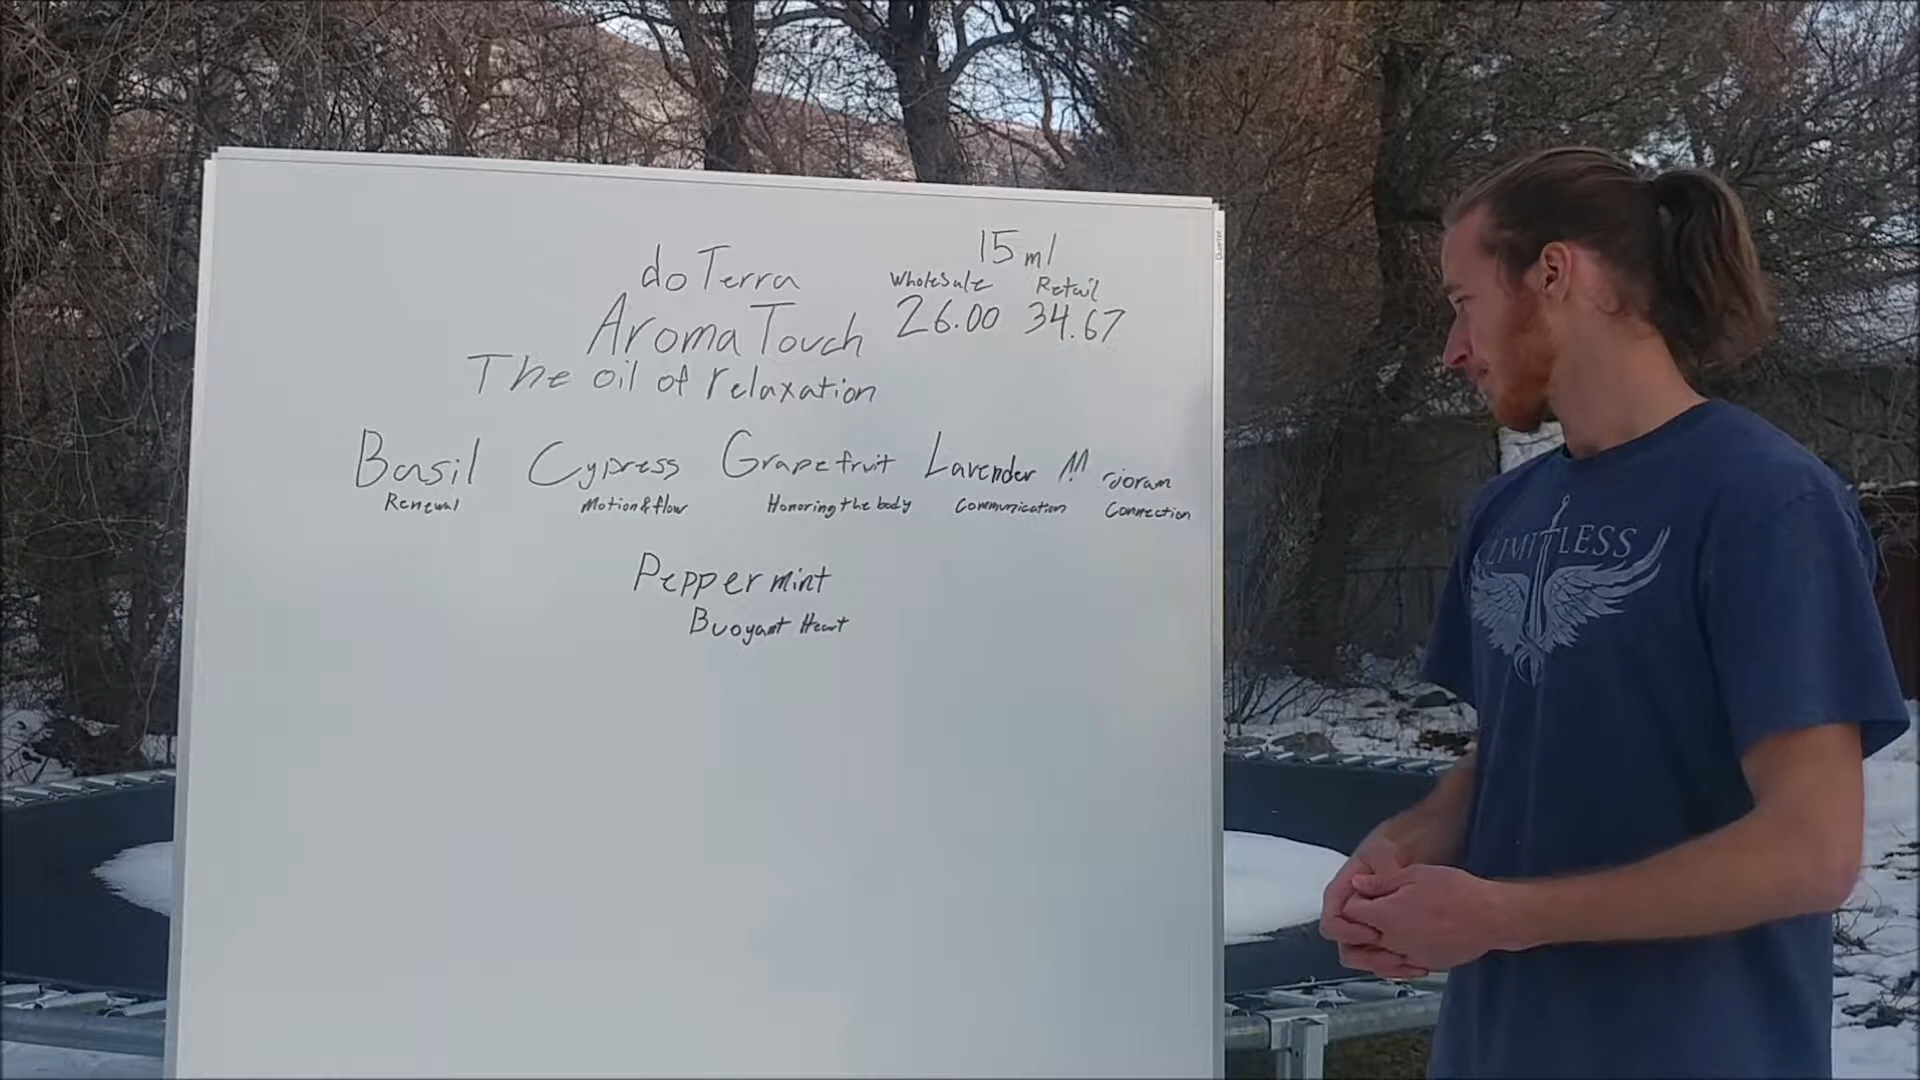 doTerra
15 ml
Wholesale Retail
26.00 34.67
AromaTouch
The oil of relaxation
Basil Cypress Grapefruit Lavender
Renewal Motion & flow Honoring the body Communication Connection
Peppermint
Buoyant Heart
LIMITLESS